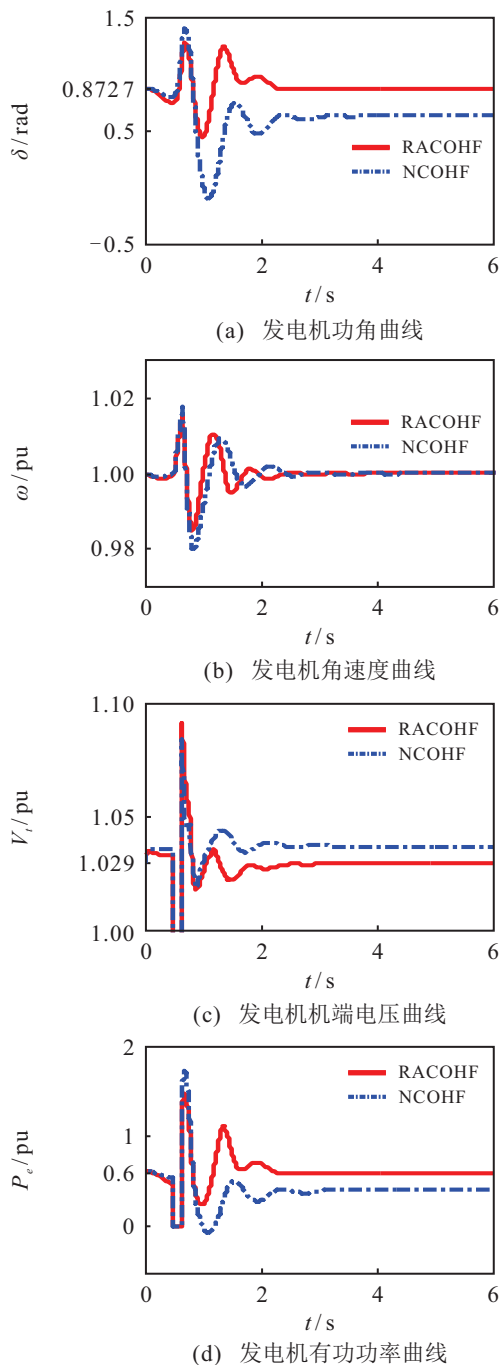 1.5
0.8727
0.5
−0.5
δ/rad
RACOHF
NCOHF
0 2 4 6
t/s
(a) 发电机功角曲线
1.02
1.00
0.98
ω/pu
RACOHF
NCOHF
0 2 4 6
t/s
(b) 发电机角速度曲线
1.10
1.05
1.029
1.00
V_t/pu
RACOHF
NCOHF
0 2 4 6
t/s
(c) 发电机机端电压曲线
2
1
0.6
0
P_e/pu
RACOHF
NCOHF
0 2 4 6
t/s
(d) 发电机有功功率曲线